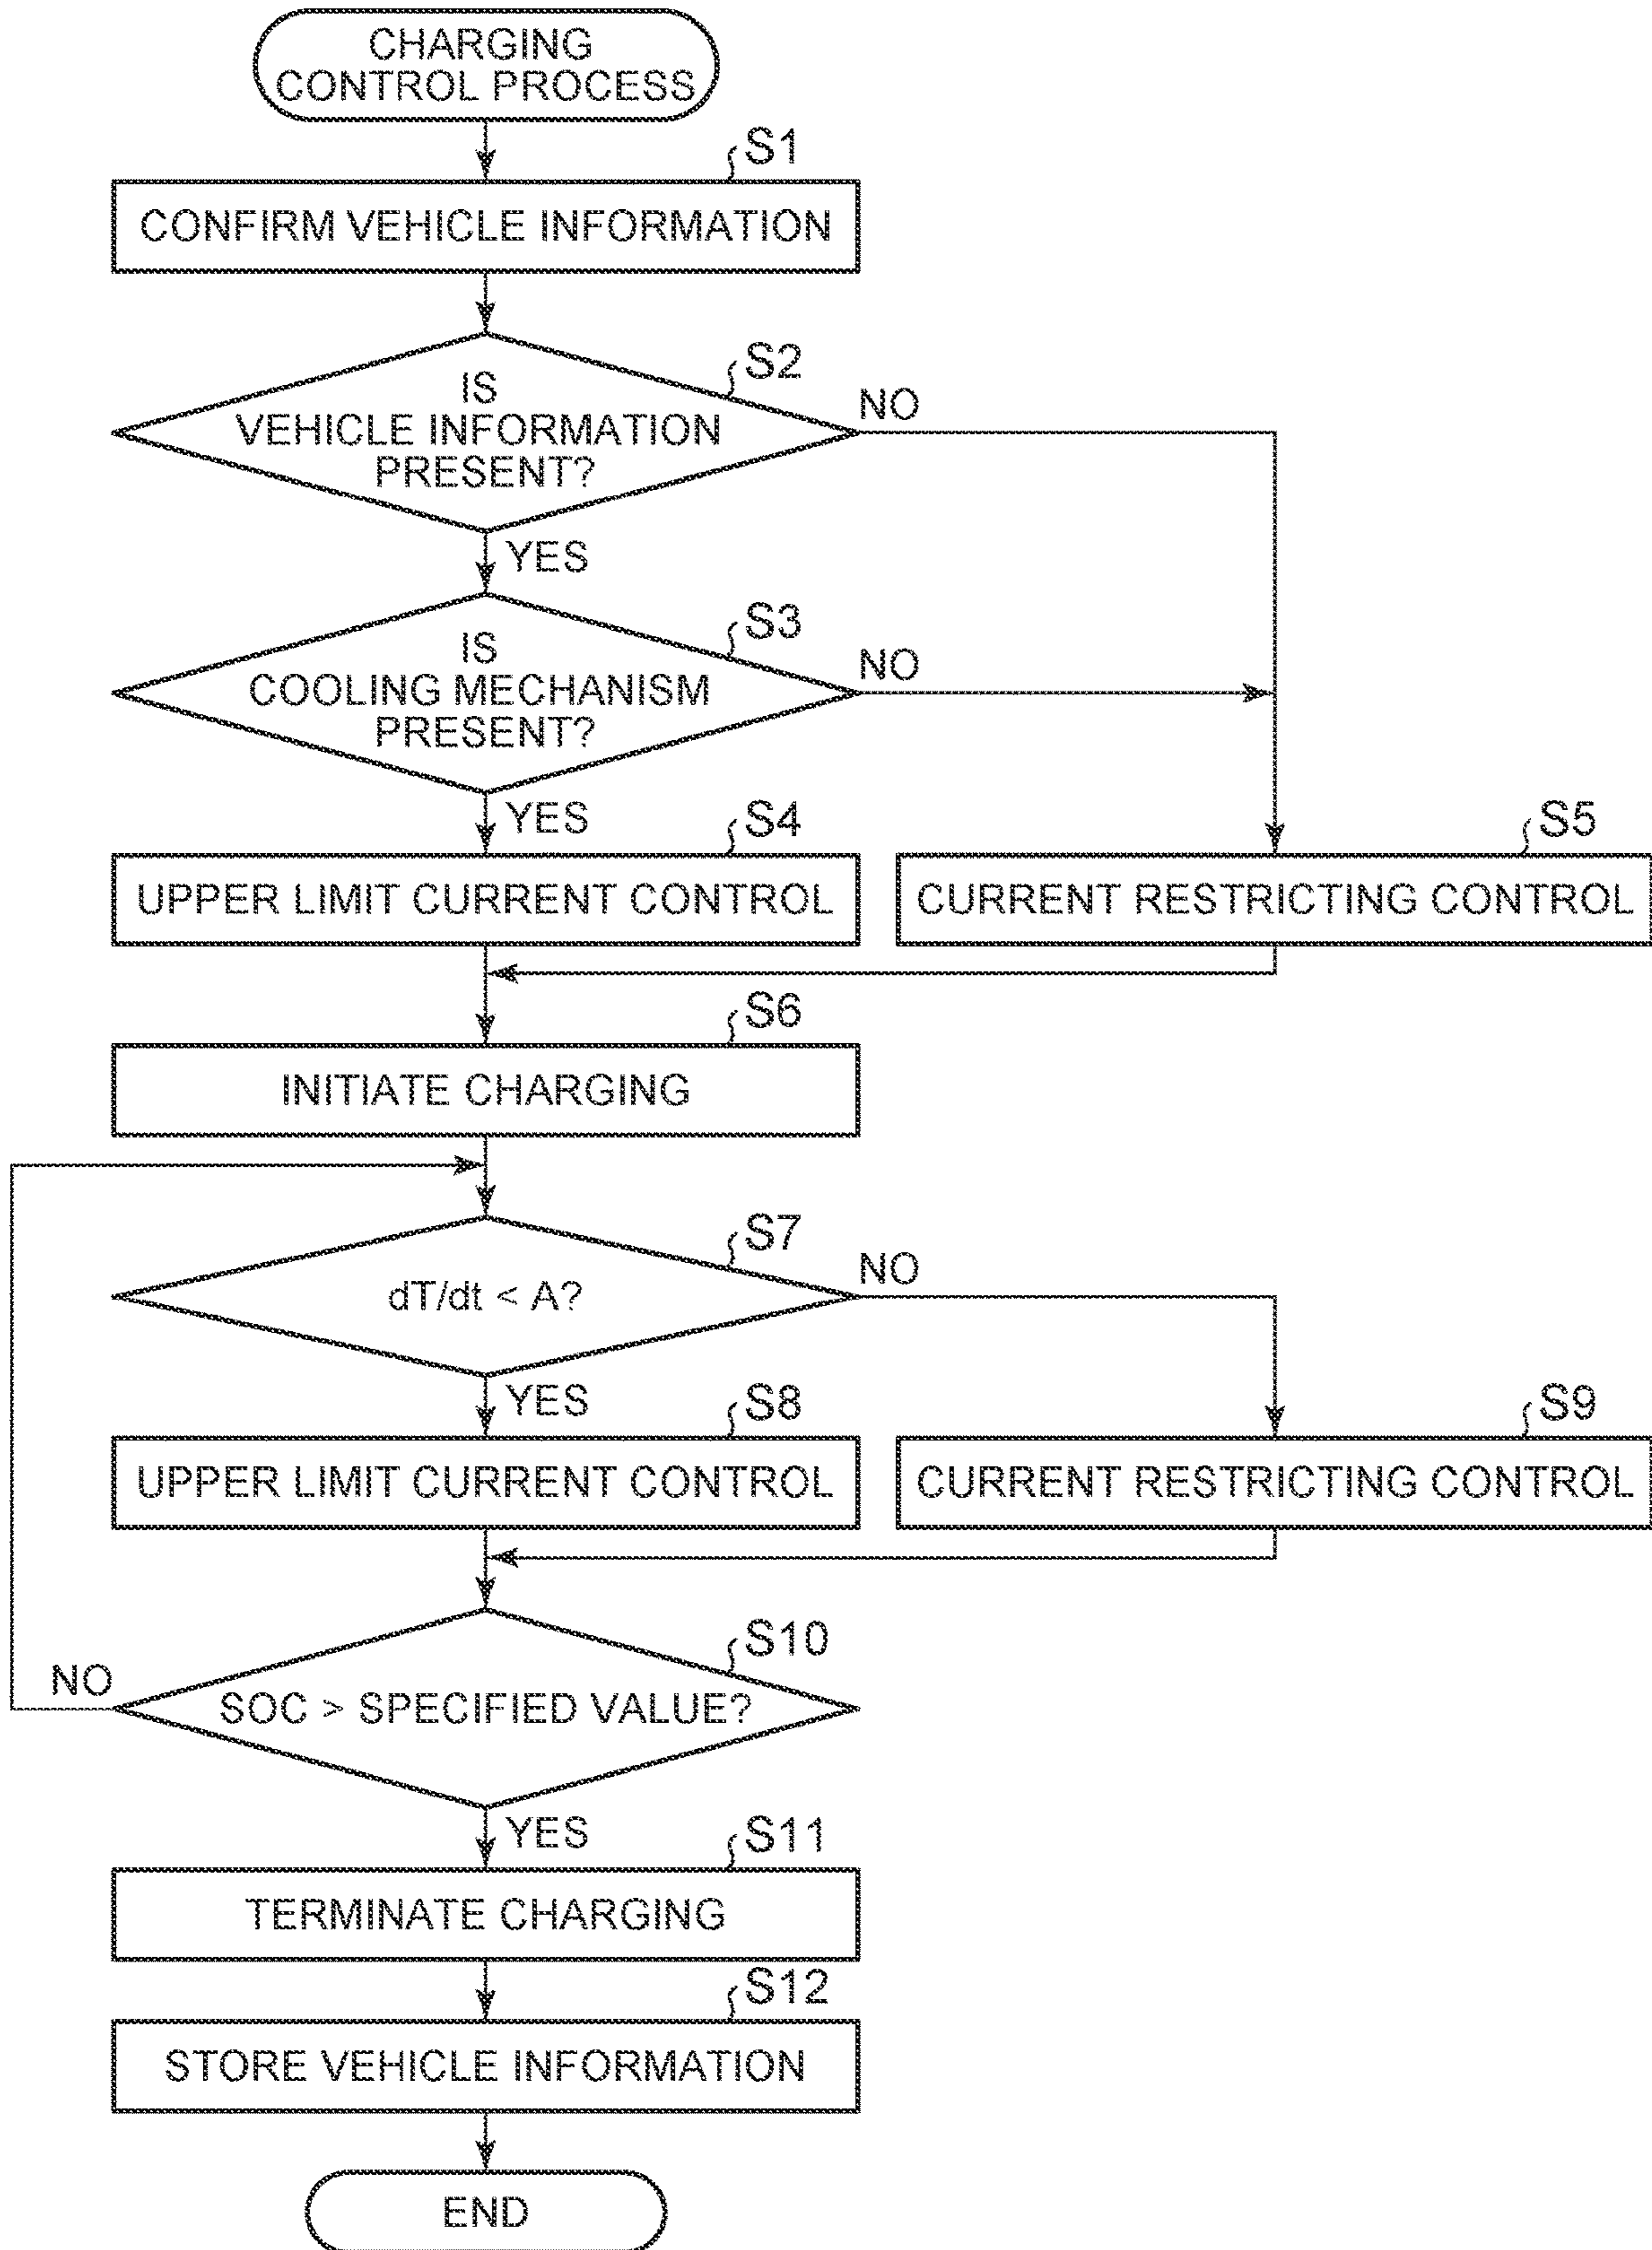 CHARGING
CONTROL PROCESS
S1
CONFIRM VEHICLE INFORMATION
S2
IS
VEHICLE INFORMATION
PRESENT?
NO
YES
S3
IS
COOLING MECHANISM
PRESENT?
NO
YES
S4
UPPER LIMIT CURRENT CONTROL
S5
CURRENT RESTRICTING CONTROL
S6
INITIATE CHARGING
S7
dT/dt < A?
NO
YES
S8
UPPER LIMIT CURRENT CONTROL
S9
CURRENT RESTRICTING CONTROL
S10
SOC > SPECIFIED VALUE?
NO
YES
S11
TERMINATE CHARGING
S12
STORE VEHICLE INFORMATION
END